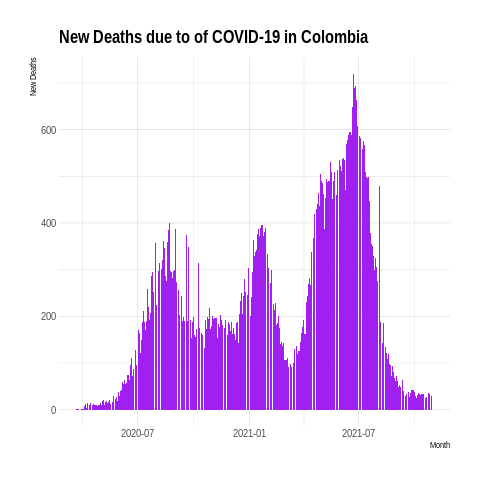 New Deaths due to of COVID-19 in Colombia
New Deaths
600
400
200
0
2020-07
2021-01
2021-07
Month